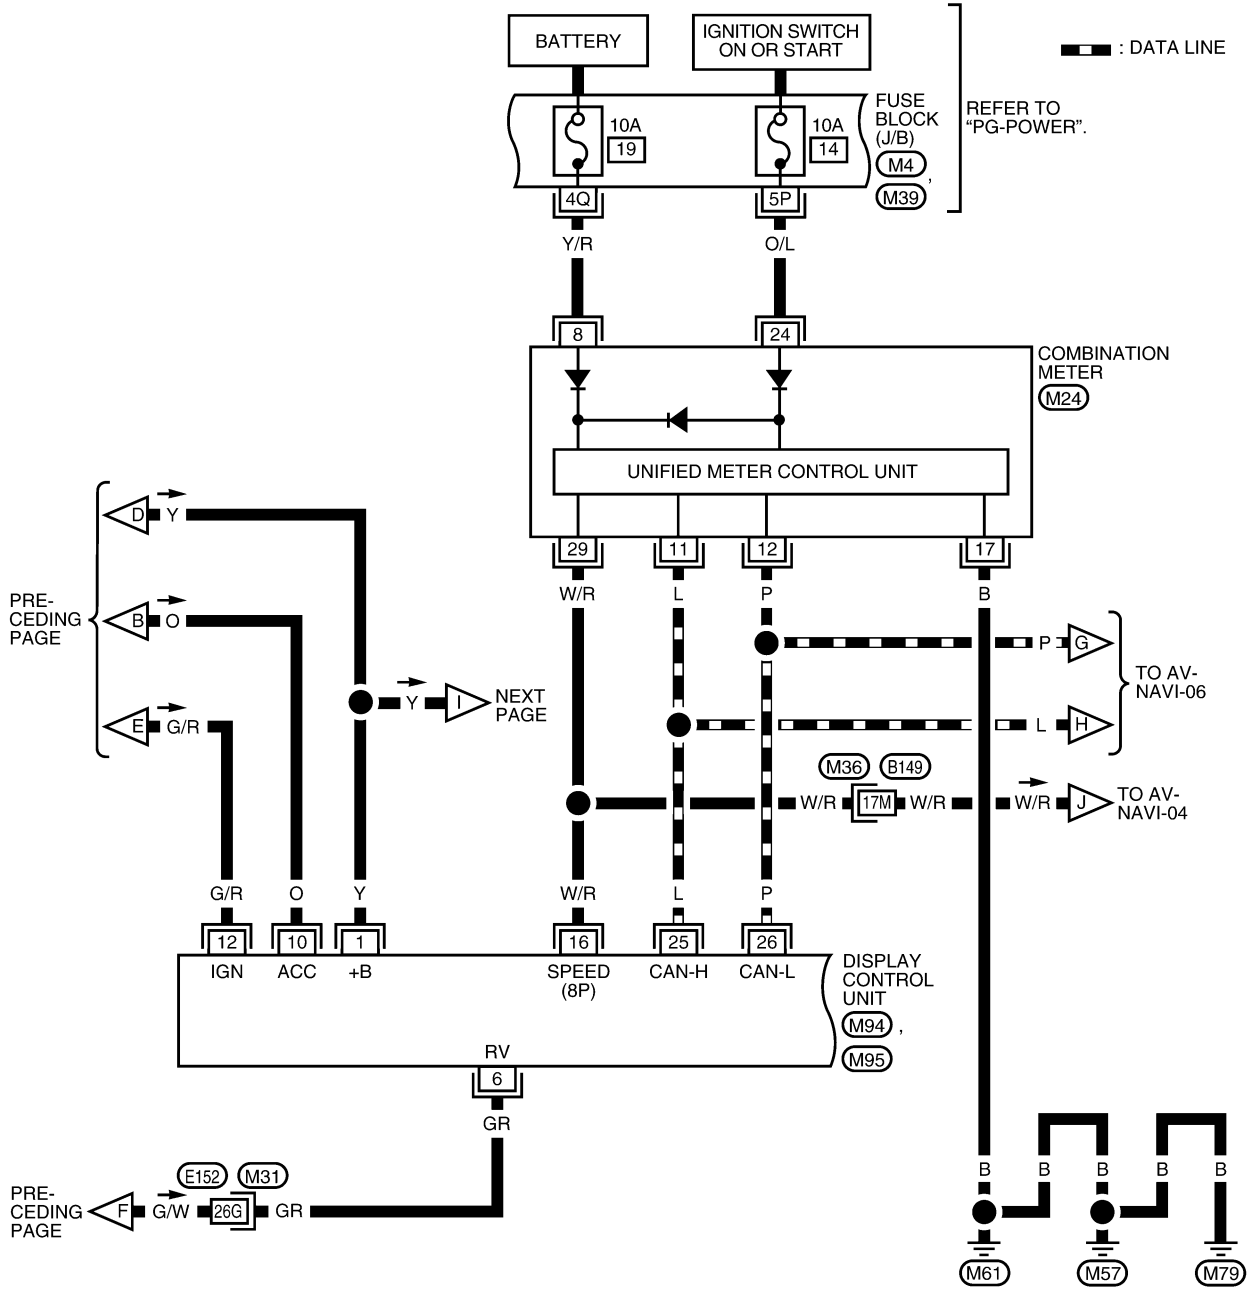 BATTERY
IGNITION SWITCH
ON OR START
: DATA LINE
10A
19
10A
14
FUSE
BLOCK
(J/B)
M4 ,
M39
REFER TO
“PG-POWER”.
4Q
5P
Y/R
O/L
8
24
COMBINATION
METER
M24
UNIFIED METER CONTROL UNIT
29
11
12
17
W/R
L
P
B
PRE-
CEDING
PAGE
D
Y
B
O
E
G/R
Y
I
NEXT
PAGE
P
G
L
H
TO AV-
NAVI-06
M36
B149
W/R
17M
W/R
W/R
J
TO AV-
NAVI-04
G/R
O
Y
W/R
L
P
12
10
1
16
25
26
IGN
ACC
+B
SPEED
(8P)
CAN-H
CAN-L
DISPLAY
CONTROL
UNIT
M94 ,
M95
RV
6
GR
PRE-
CEDING
PAGE
F
G/W
E152
M31
26G
GR
B
B
B
B
B
M61
M57
M79